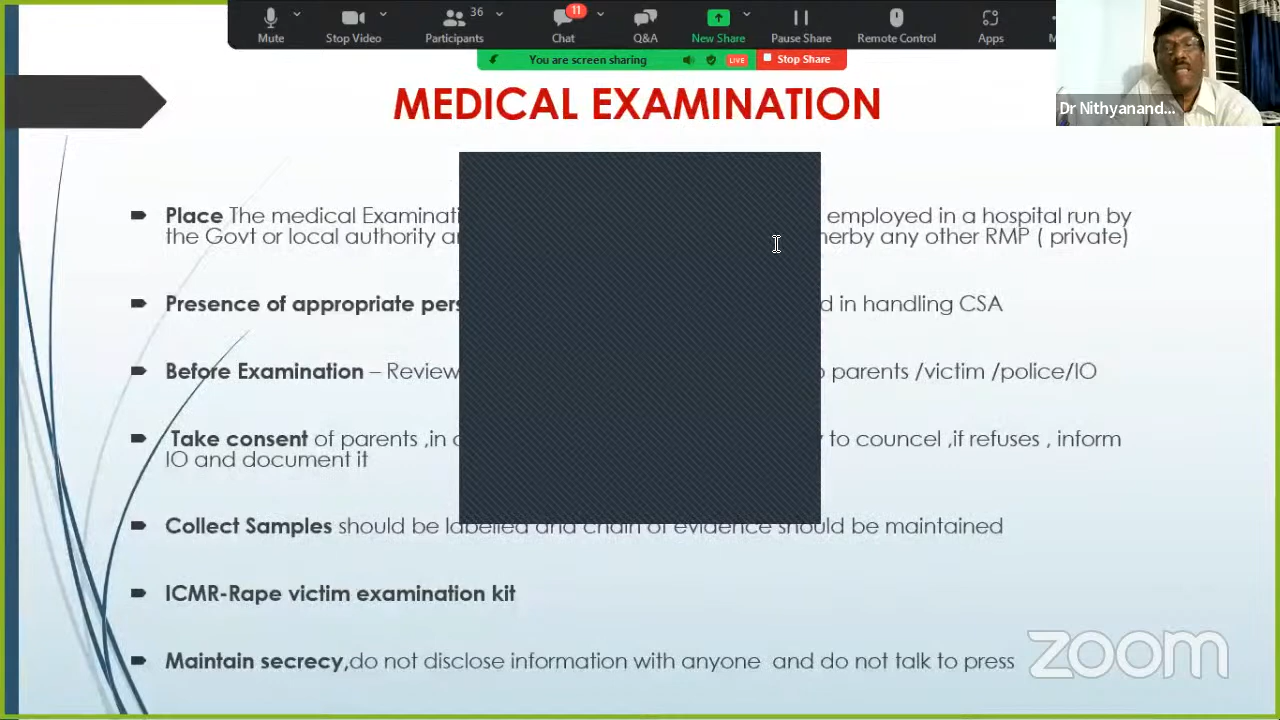 36
11
Mute
Stop Video
Participants
Chat
Q&A
New Share
Pause Share
Remote Control
Apps
You are screen sharing
LIVE
Stop Share
Dr Nithyanand...
MEDICAL EXAMINATION
Place The medical employed in a hospital run by
the Govt or local authority any other RMP ( private)
Presence of appropriate in handling CSA
Before Examination – Review parents /victim /police/IO
Take consent of parents ,in to councel ,if refuses , inform
IO and document it
Collect Samples should be labelled and chain of evidence should be maintained
ICMR-Rape victim examination kit
Maintain secrecy,do not disclose information with anyone and do not talk to press
zoom